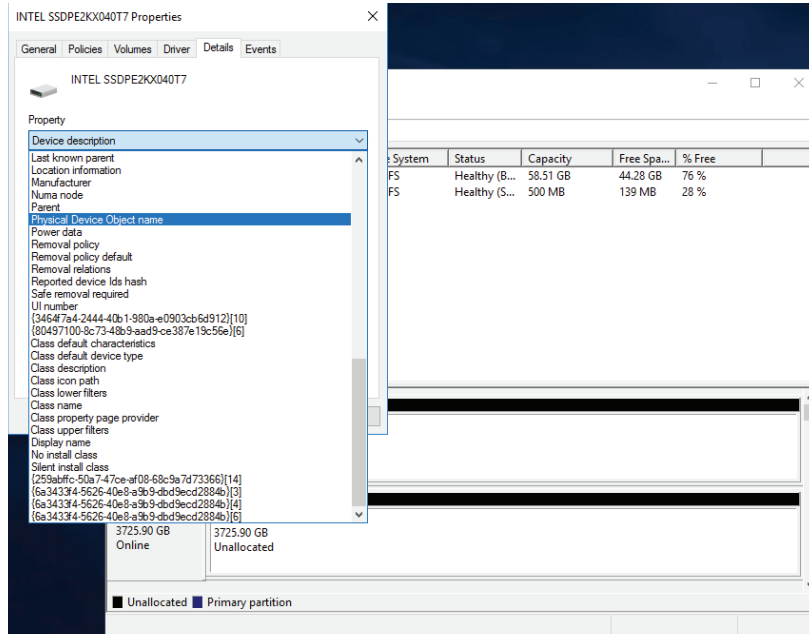 INTEL SSDPE2KX040T7 Properties
General Policies Volumes Driver Details Events
INTEL SSDPE2KX040T7
Property
Device description
Last known parent
Location information
Manufacturer
Numa node
Parent
Physical Device Object name
Power data
Removal policy
Removal policy default
Removal relations
Reported device Ids hash
Safe removal required
UI number
{3464f7a4-2444-40b1-980a-e0903cb6d912}[10]
{80497100-8c73-48b9-aad9-ce387e19c56e}[6]
Class default characteristics
Class default device type
Class description
Class icon path
Class lower filters
Class name
Class property page provider
Class upper filters
Display name
No install class
Silent install class
{259abffc-50a7-47ce-af08-68c9a7d73366}[14]
{6a3433f4-5626-40e8-a9b9-dbd9ecd2884b}[3]
{6a3433f4-5626-40e8-a9b9-dbd9ecd2884b}[4]
{6a3433f4-5626-40e8-a9b9-dbd9ecd2884b}[6]
System Status Capacity Free Spa... % Free
FS Healthy (B... 58.51 GB 44.28 GB 76 %
FS Healthy (S... 500 MB 139 MB 28 %
3725.90 GB
Online
3725.90 GB
Unallocated
Unallocated Primary partition